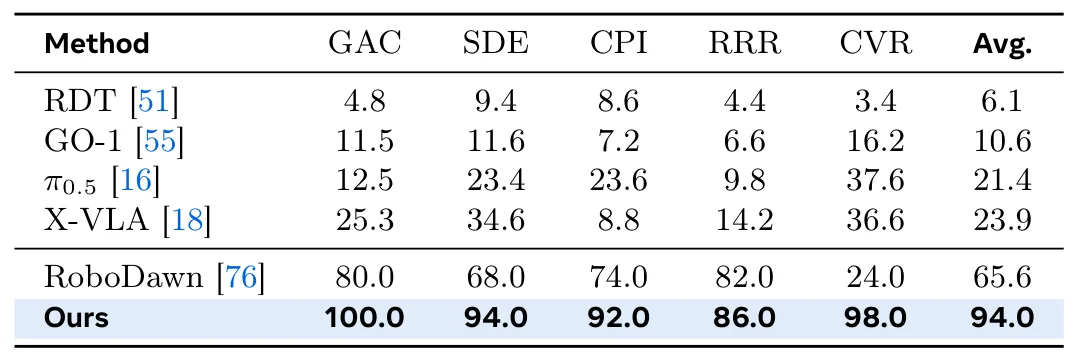 Method GAC SDE CPI RRR CVR Avg.
RDT [51] 4.8 9.4 8.6 4.4 3.4 6.1
GO-1 [55] 11.5 11.6 7.2 6.6 16.2 10.6
π0.5 [16] 12.5 23.4 23.6 9.8 37.6 21.4
X-VLA [18] 25.3 34.6 8.8 14.2 36.6 23.9
RoboDawn [76] 80.0 68.0 74.0 82.0 24.0 65.6
Ours 100.0 94.0 92.0 86.0 98.0 94.0